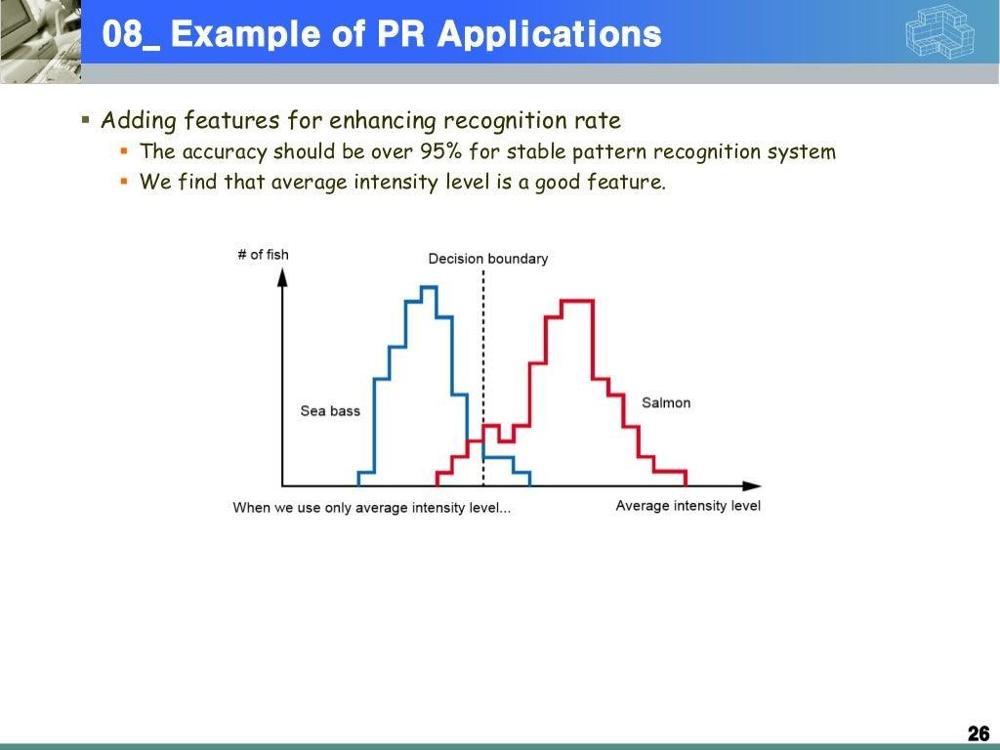 08_ Example of PR Applications
Adding features for enhancing recognition rate
The accuracy should be over 95% for stable pattern recognition system
We find that average intensity level is a good feature.
# of fish
Decision boundary
Sea bass
Salmon
When we use only average intensity level...
Average intensity level
26